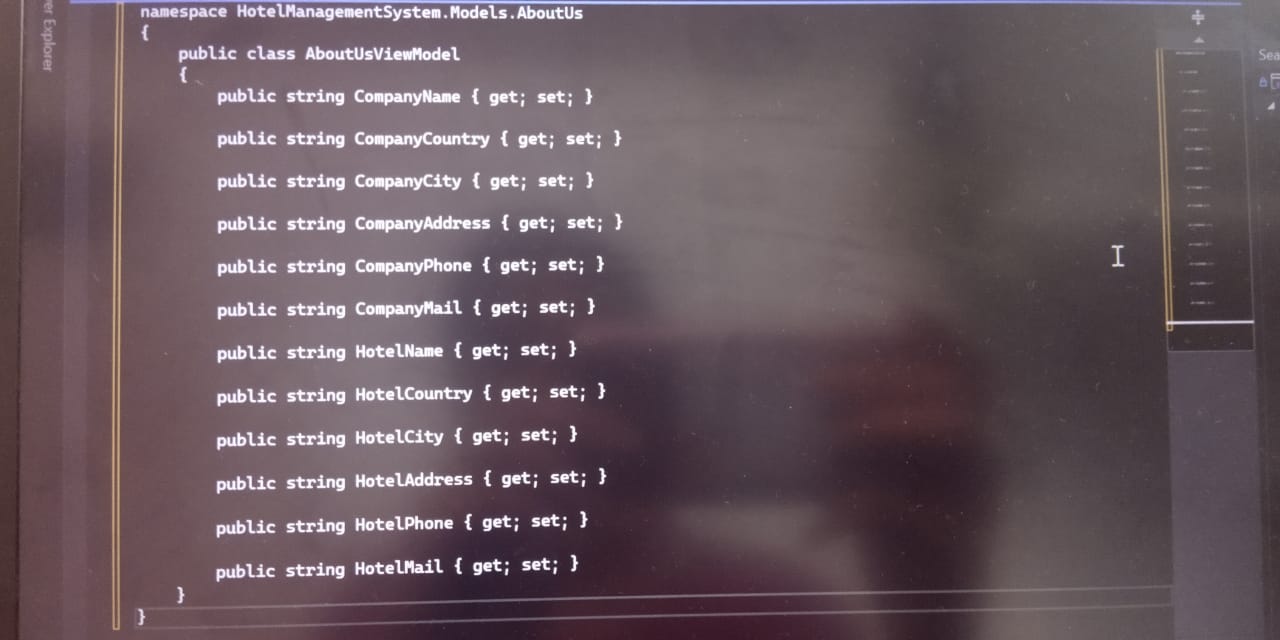 er Explorer
namespace HotelManagementSystem.Models.AboutUs
{
public class AboutUsViewModel
{
public string CompanyName { get; set; }
public string CompanyCountry { get; set; }
public string CompanyCity { get; set; }
public string CompanyAddress { get; set; }
public string CompanyPhone { get; set; }
public string CompanyMail { get; set; }
public string HotelName { get; set; }
public string HotelCountry { get; set; }
public string HotelCity { get; set; }
public string HotelAddress { get; set; }
public string HotelPhone { get; set; }
public string HotelMail { get; set; }
}
}
Sea